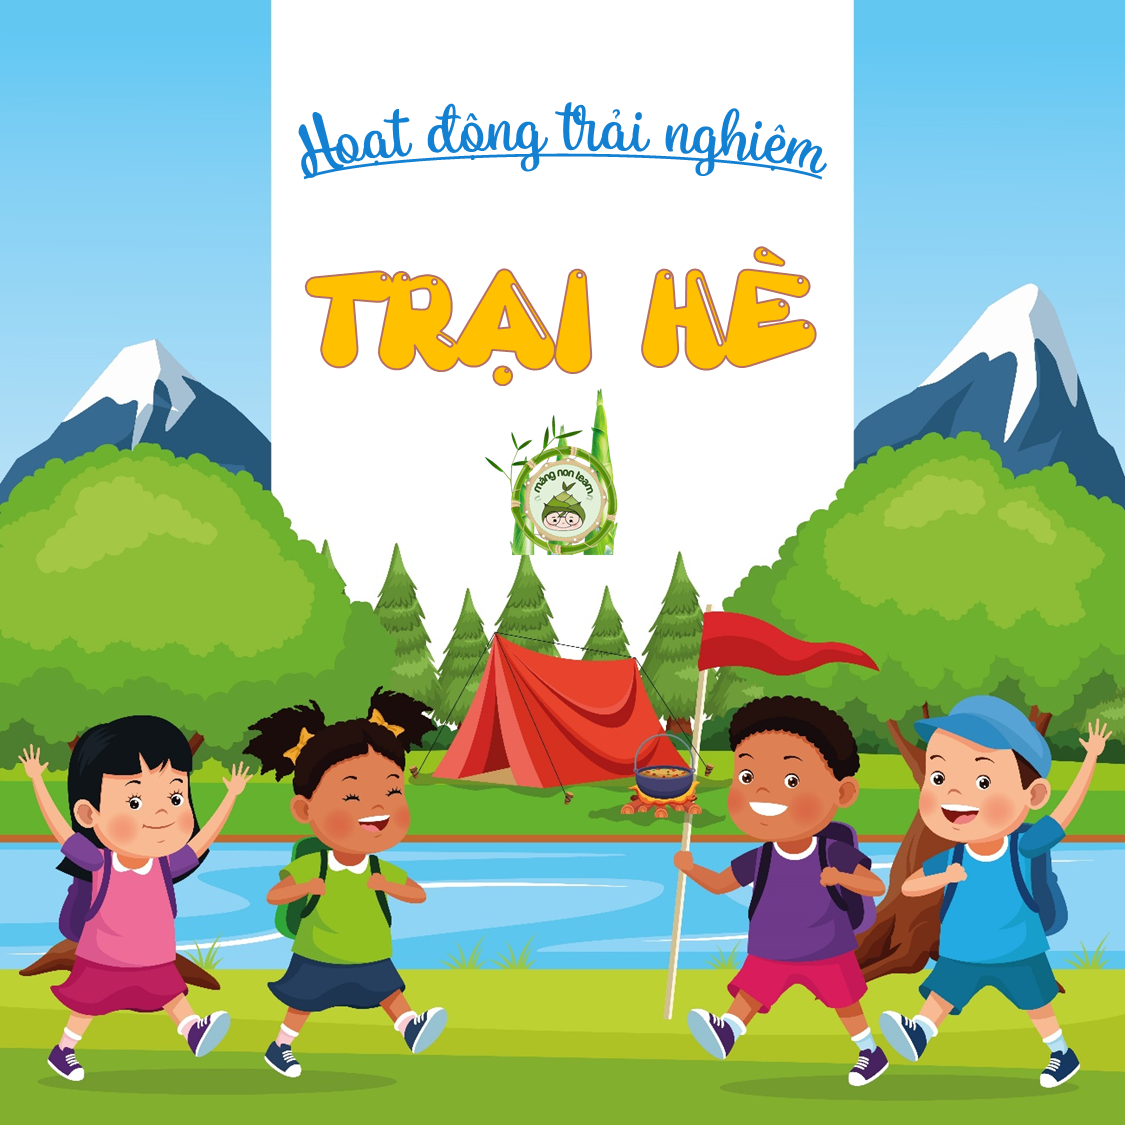 Hoạt động trải nghiệm
TRẠI HÈ
măng non team